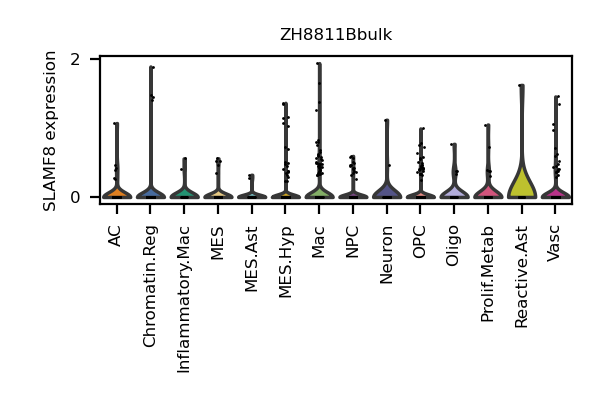 ZH8811Bbulk
SLAMF8 expression
2
0
AC
Chromatin.Reg
Inflammatory.Mac
MES
MES.Ast
MES.Hyp
Mac
NPC
Neuron
OPC
Oligo
Prolif.Metab
Reactive.Ast
Vasc